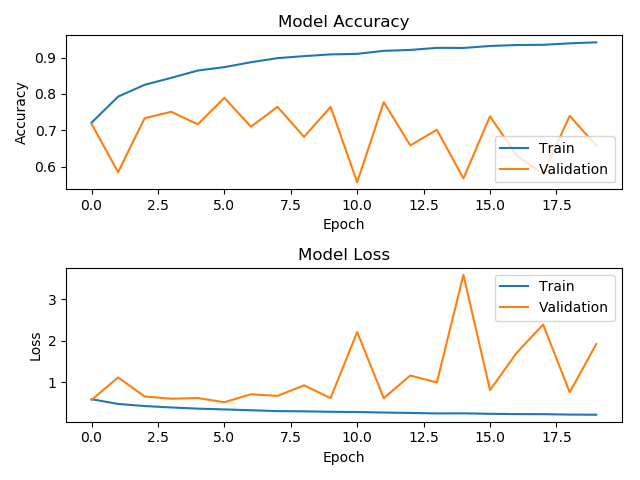 Model Accuracy
Accuracy
0.9
0.8
0.7
0.6
Train
Validation
0.0 2.5 5.0 7.5 10.0 12.5 15.0 17.5
Epoch
Model Loss
Loss
3
2
1
Train
Validation
0.0 2.5 5.0 7.5 10.0 12.5 15.0 17.5
Epoch